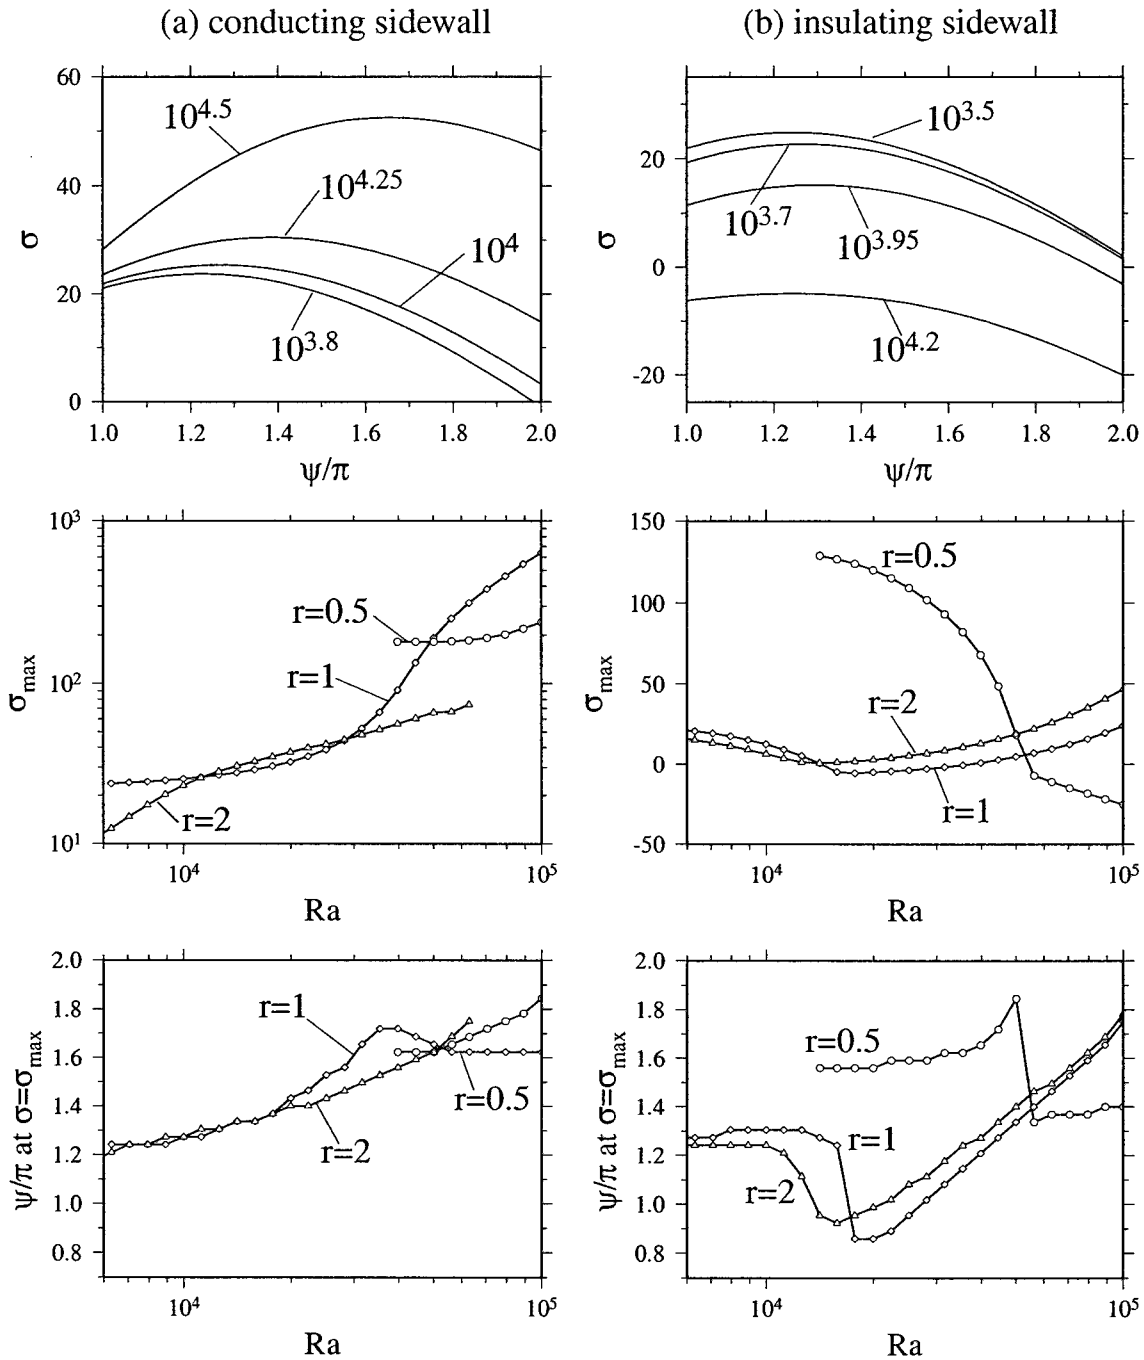 (a) conducting sidewall
(b) insulating sidewall
60
40
20
0
σ
10^4.5
10^4.25
10^4
10^3.8
1.0 1.2 1.4 1.6 1.8 2.0
ψ/π
20
0
-20
σ
10^3.5
10^3.7
10^3.95
10^4.2
1.0 1.2 1.4 1.6 1.8 2.0
ψ/π
10^3
10^2
10^1
σmax
r=0.5
r=1
r=2
10^4 10^5
Ra
150
100
50
0
-50
σmax
r=0.5
r=2
r=1
10^4 10^5
Ra
2.0
1.8
1.6
1.4
1.2
1.0
0.8
ψ/π at σ=σmax
r=1
r=0.5
r=2
10^4 10^5
Ra
2.0
1.8
1.6
1.4
1.2
1.0
0.8
ψ/π at σ=σmax
r=0.5
r=1
r=2
10^4 10^5
Ra